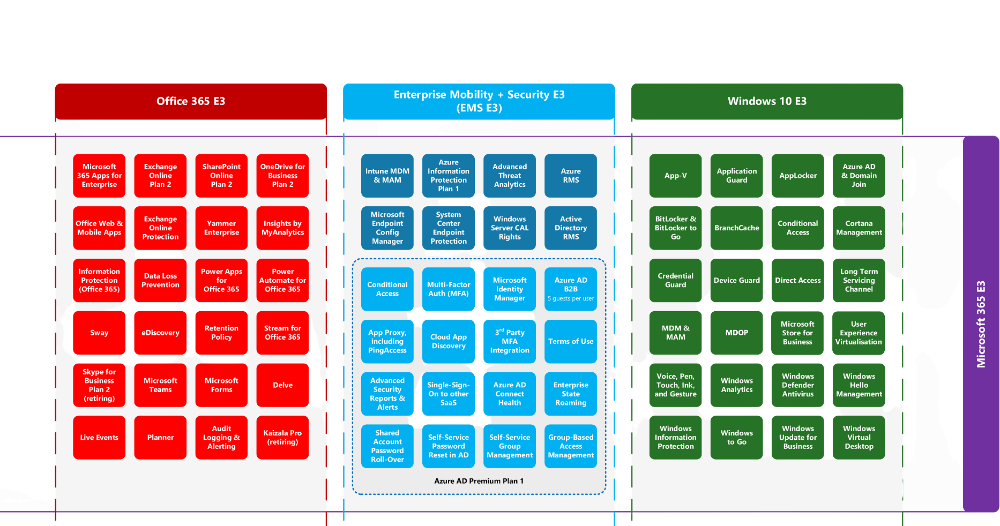 Office 365 E3
Enterprise Mobility + Security E3
(EMS E3)
Windows 10 E3
Microsoft
365 Apps for
Enterprise
Exchange
Online
Plan 2
SharePoint
Online
Plan 2
OneDrive for
Business
Plan 2
Office Web &
Mobile Apps
Exchange
Online
Protection
Yammer
Enterprise
Insights by
MyAnalytics
Information
Protection
(Office 365)
Data Loss
Prevention
Power Apps
for
Office 365
Power
Automate for
Office 365
Sway
eDiscovery
Retention
Policy
Stream for
Office 365
Skype for
Business
Plan 2
(retiring)
Microsoft
Teams
Microsoft
Forms
Delve
Live Events
Planner
Audit
Logging &
Alerting
Kaizala Pro
(retiring)
Intune MDM
& MAM
Azure
Information
Protection
Plan 1
Advanced
Threat
Analytics
Azure
RMS
Microsoft
Endpoint
Config
Manager
System
Center
Endpoint
Protection
Windows
Server CAL
Rights
Active
Directory
RMS
Conditional
Access
Multi-Factor
Auth (MFA)
Microsoft
Identity
Manager
Azure AD
B2B
5 guests per user
App Proxy,
including
PingAccess
Cloud App
Discovery
3rd Party
MFA
Integration
Terms of Use
Advanced
Security
Reports &
Alerts
Single-Sign-
On to other
SaaS
Azure AD
Connect
Health
Enterprise
State
Roaming
Shared
Account
Password
Roll-Over
Self-Service
Password
Reset in AD
Self-Service
Group
Management
Group-Based
Access
Management
Azure AD Premium Plan 1
App-V
Application
Guard
AppLocker
Azure AD
& Domain
Join
BitLocker &
BitLocker to
Go
BranchCache
Conditional
Access
Cortana
Management
Credential
Guard
Device Guard
Direct Access
Long Term
Servicing
Channel
MDM &
MAM
MDOP
Microsoft
Store for
Business
User
Experience
Virtualisation
Voice, Pen,
Touch, Ink,
and Gesture
Windows
Analytics
Windows
Defender
Antivirus
Windows
Hello
Management
Windows
Information
Protection
Windows
to Go
Windows
Update for
Business
Windows
Virtual
Desktop
Microsoft 365 E3